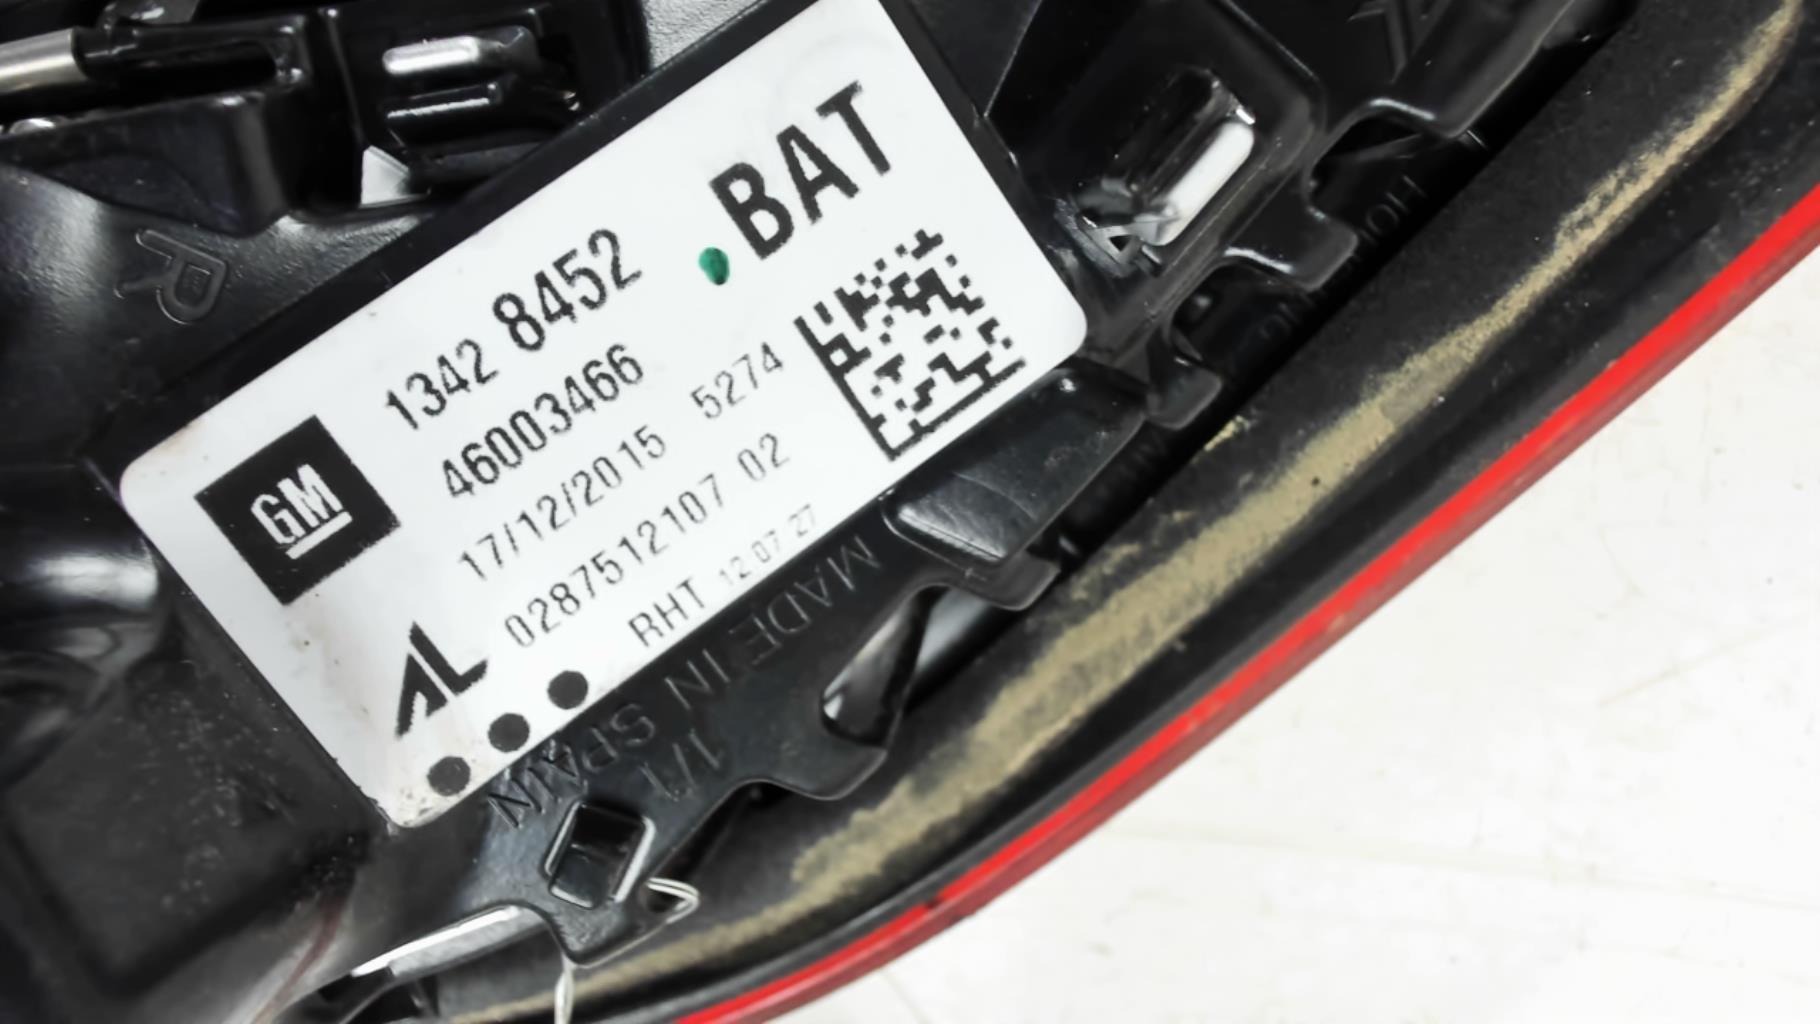 BAT
1342 8452
46003466
17/12/2015 5274
0287512107 02
RHT 12.07 27
GM
AL
R
MADE IN SPAIN
1/1